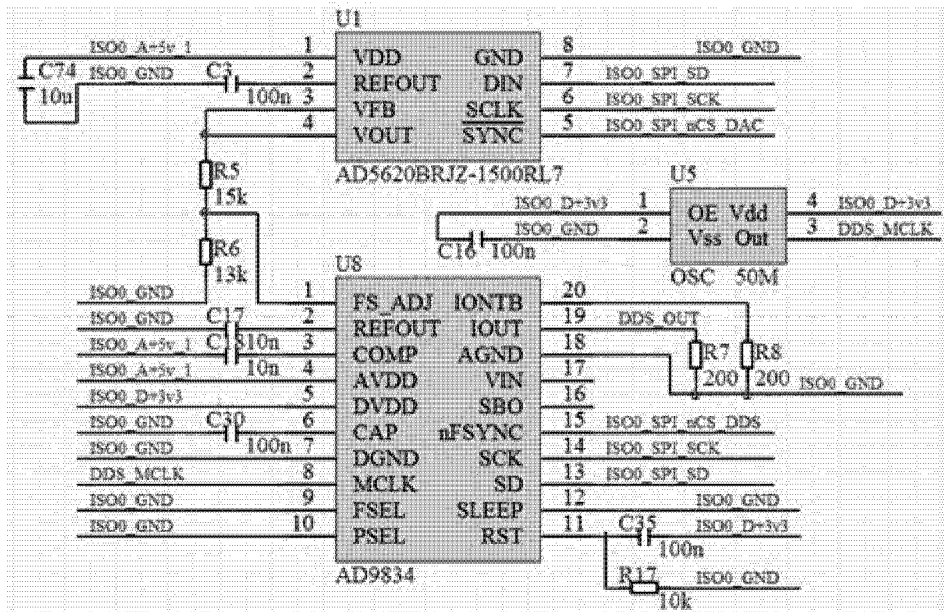 U1
ISO0_A+5v_1 1 VDD GND 8 ISO0_GND
C74 ISO0_GND C3 2 REFOUT DIN 7 ISO0_SPI_SD
10u 100n 3 VFB SCLK 6 ISO0_SPI_SCK
4 VOUT SYNC 5 ISO0_SPI_nCS_DAC
R5 AD5620BRJZ-1500RL7 U5
15k ISO0_D+3v3 1 OE Vdd 4 ISO0_D+3v3
ISO0_GND 2 Vss Out 3 DDS_MCLK
R6 C16 100n
13k U8 OSC 50M
ISO0_GND 1 FS_ADJ IONTB 20
ISO0_GND C17 2 REFOUT IOUT 19 DDS_OUT
ISO0_A+5v_1 C18 10n 3 COMP AGND 18 R7 R8
ISO0_A+5v_1 10n 4 AVDD VIN 17 200 200 ISO0_GND
ISO0_D+3v3 5 DVDD SBO 16
ISO0_GND C30 6 CAP nFSYNC 15 ISO0_SPI_nCS_DDS
ISO0_GND 100n 7 DGND SCK 14 ISO0_SPI_SCK
DDS_MCLK 8 MCLK SD 13 ISO0_SPI_SD
ISO0_GND 9 FSEL SLEEP 12 ISO0_GND
ISO0_GND 10 PSEL RST 11 C35 ISO0_D+3v3
100n
AD9834 R17 ISO0_GND
10k